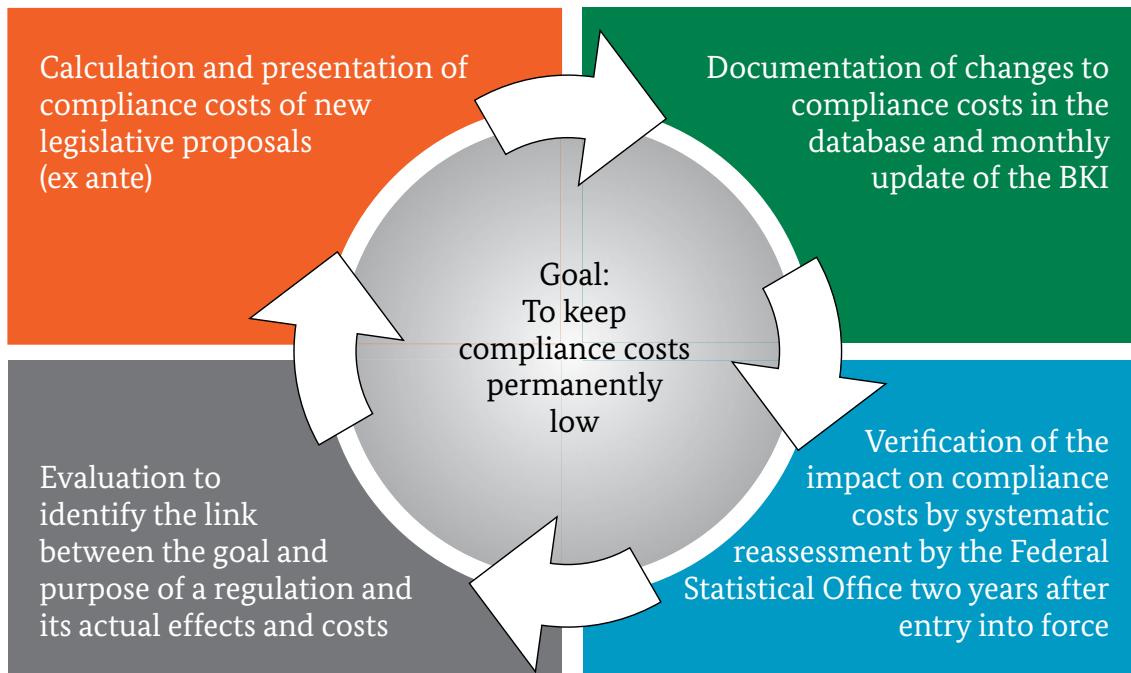 Calculation and presentation of
compliance costs of new
legislative proposals
(ex ante)
Documentation of changes to
compliance costs in the
database and monthly
update of the BKI
Goal:
To keep
compliance costs
permanently
low
Verification of the
impact on compliance
costs by systematic
reassessment by the Federal
Statistical Office two years after
entry into force
Evaluation to
identify the link
between the goal and
purpose of a regulation and
its actual effects and costs